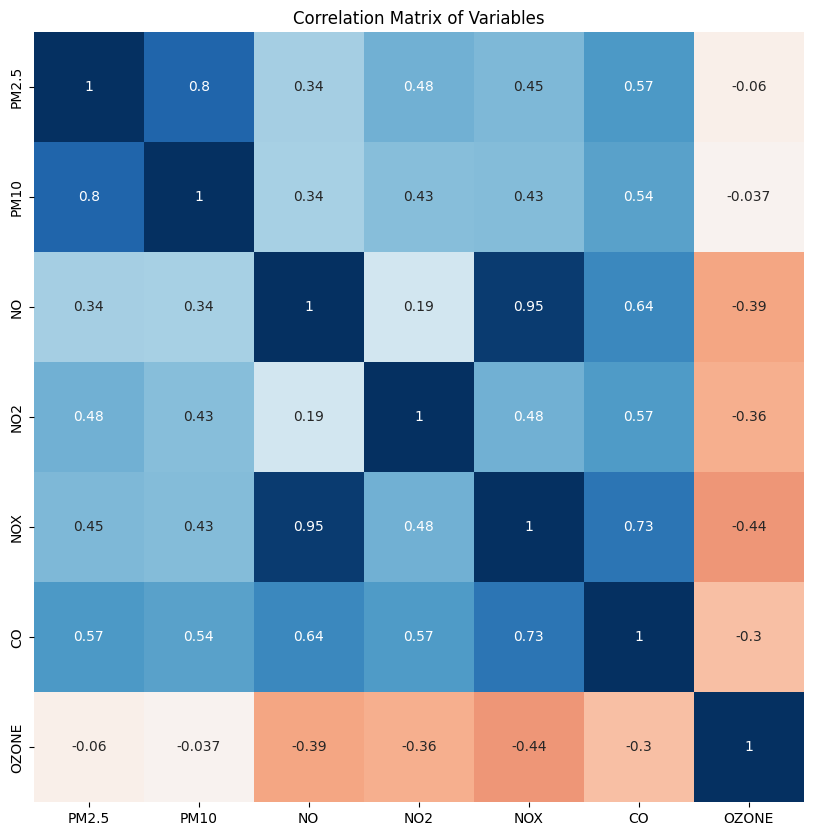 Correlation Matrix of Variables
PM2.5 1 0.8 0.34 0.48 0.45 0.57 -0.06
PM10 0.8 1 0.34 0.43 0.43 0.54 -0.037
NO 0.34 0.34 1 0.19 0.95 0.64 -0.39
NO2 0.48 0.43 0.19 1 0.48 0.57 -0.36
NOX 0.45 0.43 0.95 0.48 1 0.73 -0.44
CO 0.57 0.54 0.64 0.57 0.73 1 -0.3
OZONE -0.06 -0.037 -0.39 -0.36 -0.44 -0.3 1
PM2.5 PM10 NO NO2 NOX CO OZONE